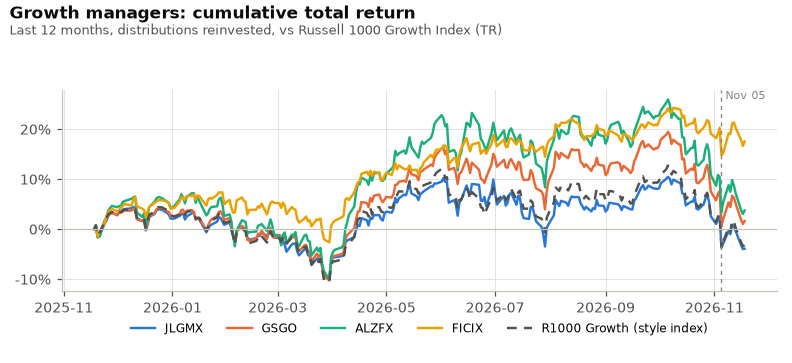 Growth managers: cumulative total return
Last 12 months, distributions reinvested, vs Russell 1000 Growth Index (TR)
Nov 05
20%
10%
0%
-10%
2025-11 2026-01 2026-03 2026-05 2026-07 2026-09 2026-11
JLGMX GSGO ALZFX FICIX R1000 Growth (style index)